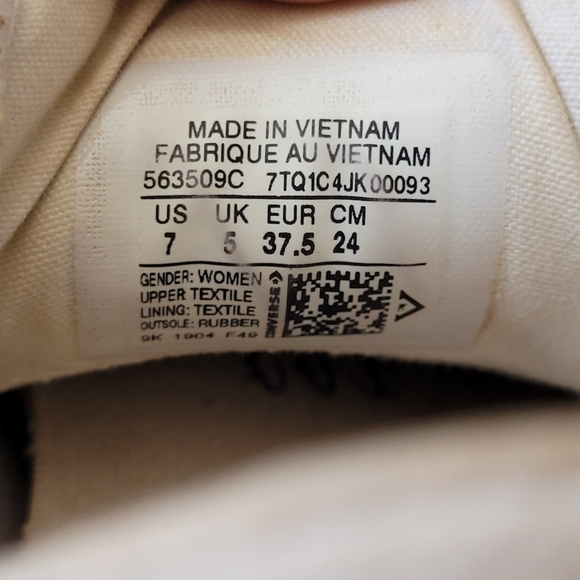 MADE IN VIETNAM
FABRIQUE AU VIETNAM
563509C 7TQ1C4JK00093
US UK EUR CM
7 5 37.5 24
GENDER: WOMEN
UPPER TEXTILE
LINING: TEXTILE
OUTSOLE: RUBBER
9K 1904 F49
CONVERSE